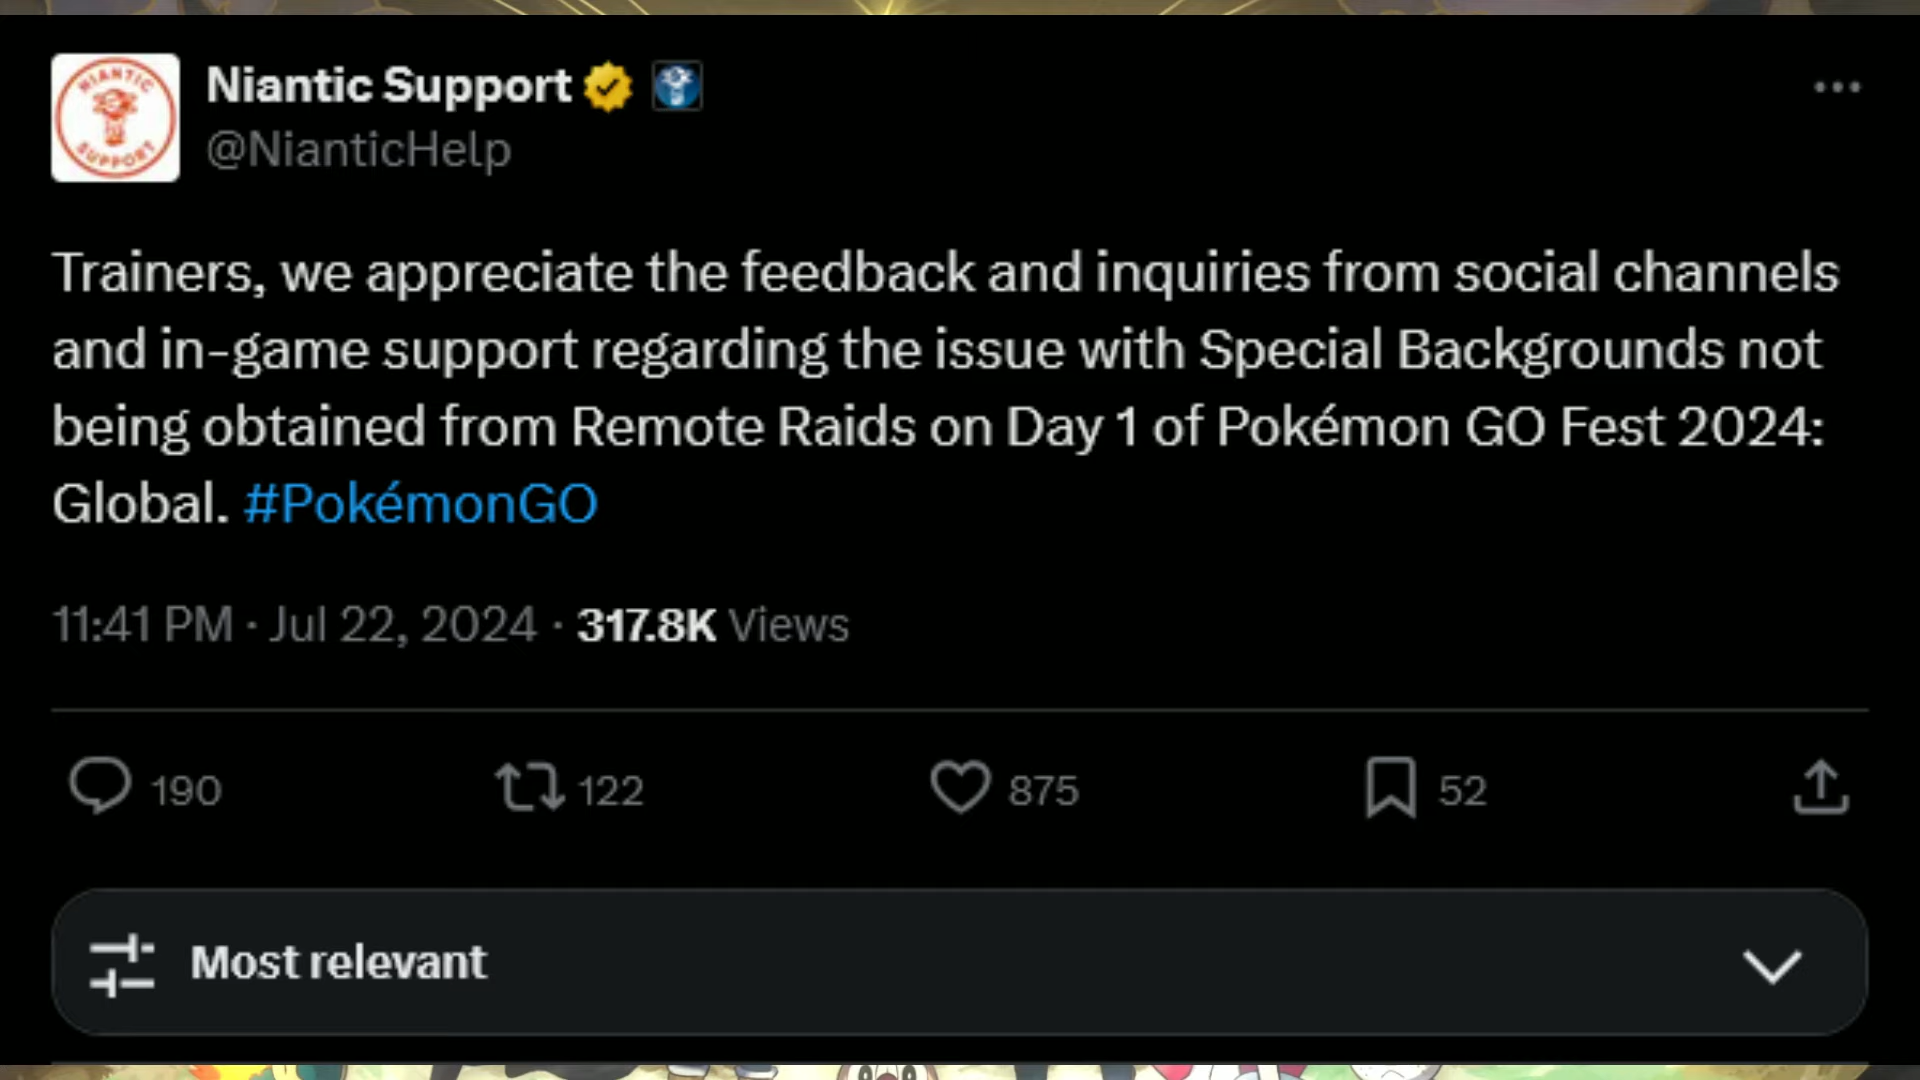 NIANTIC
SUPPORT
Niantic Support
@NianticHelp
Trainers, we appreciate the feedback and inquiries from social channels
and in-game support regarding the issue with Special Backgrounds not
being obtained from Remote Raids on Day 1 of Pokémon GO Fest 2024:
Global. #PokémonGO
11:41 PM · Jul 22, 2024 · 317.8K Views
190 122 875 52
Most relevant